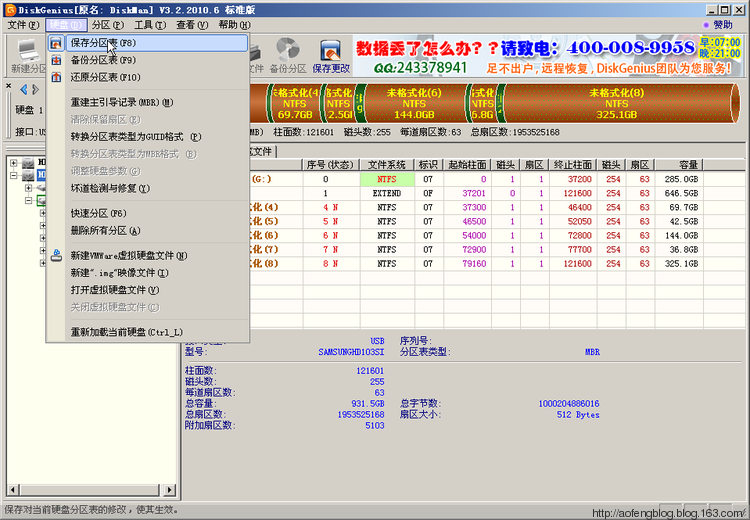 DiskGenius[原名: DiskMan] V3.2.2010.6 标准版
文件(F) 硬盘(D) 分区(P) 工具(T) 查看(V) 帮助(H) 赞助
新建分区 文件 备份分区 保存更改
数据丢了怎么办??请致电: 400-008-9958 早:07:00 晚:21:00
QQ:243378941 足不出户,远程恢复,DiskGenius团队为您服务!
保存分区表(F8)
备份分区表(F9)
还原分区表(F10)
重建主引导记录(MBR)(M)
清除保留扇区(E)
转换分区表类型为GUID格式 (P)
转换分区表类型为MBR格式 (B)
调整硬盘参数(G)
坏道检测与修复(Y)
快速分区(F6)
删除所有分区(A)
新建VMWare虚拟硬盘文件(N)
新建".img"映像文件(I)
打开虚拟硬盘文件(V)
关闭虚拟硬盘文件(C)
重新加载当前硬盘(Ctrl_L)
硬盘 1
未格式化(4) NTFS 69.7GB
式化 NTFS 2.5G
未格式化(6) NTFS 144.0GB
式化 NTFS 6.8G
未格式化(8) NTFS 325.1GB
接口:US MB) 柱面数:121601 磁头数:255 每道扇区数:63 总扇区数:1953525168
区文件
序号(状态) 文件系统 标识 起始柱面 磁头 扇区 终止柱面 磁头 扇区 容量
(G:) 0 NTFS 07 0 1 1 37200 254 63 285.0GB
1 EXTEND 0F 37201 0 1 121600 254 63 646.5GB
化(4) 4 N NTFS 07 37300 1 1 46400 254 63 69.7GB
化(5) 5 N NTFS 07 46500 1 1 52050 254 63 42.5GB
化(6) 6 N NTFS 07 54000 1 1 72800 254 63 144.0GB
化(7) 7 N NTFS 07 72900 1 1 77700 254 63 36.8GB
化(8) 8 N NTFS 07 79160 1 1 121600 254 63 325.1GB
接口类型: USB 序列号:
型号: SAMSUNGHD103SI 分区表类型: MBR
柱面数: 121601
磁头数: 255
每道扇区数: 63
总容量: 931.5GB 总字节数: 1000204886016
总扇区数: 1953525168 扇区大小: 512 Bytes
附加扇区数: 5103
保存对当前硬盘分区表的修改,使其生效。
http://aofengblog.blog.163.com/